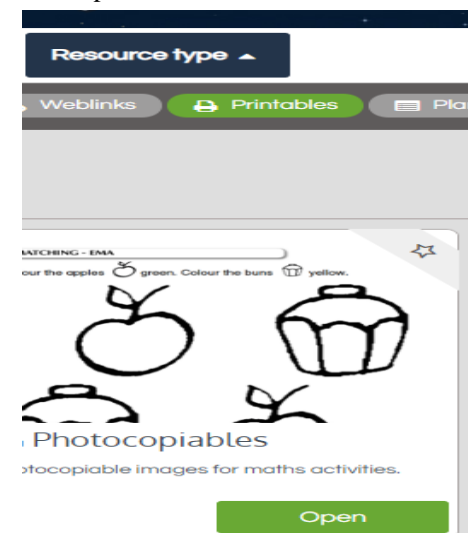 Resource type
Weblinks Printables
ATCHING - EMA
our the apples green. Colour the buns yellow.
Photocopiables
otocopiable images for maths activities.
Open